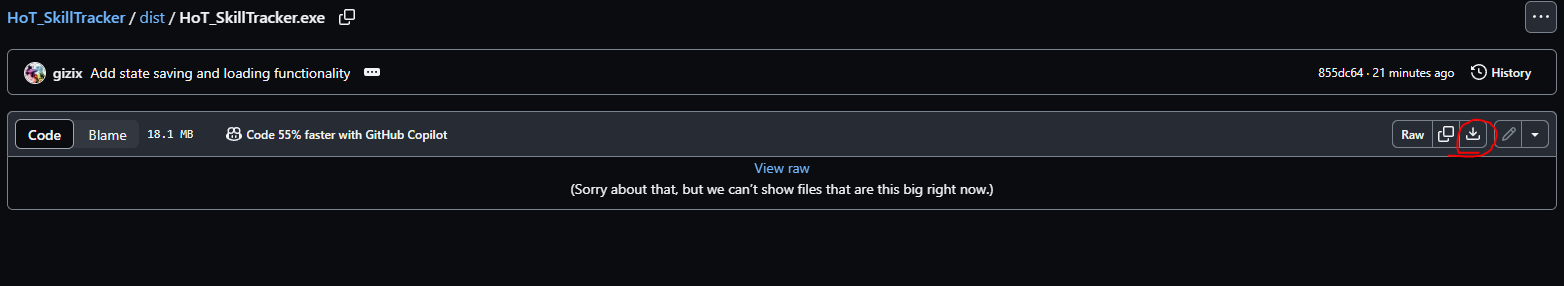 HoT_SkillTracker / dist / HoT_SkillTracker.exe
gizix Add state saving and loading functionality 855dc64 · 21 minutes ago History
Code Blame 18.1 MB Code 55% faster with GitHub Copilot Raw
View raw
(Sorry about that, but we can't show files that are this big right now.)